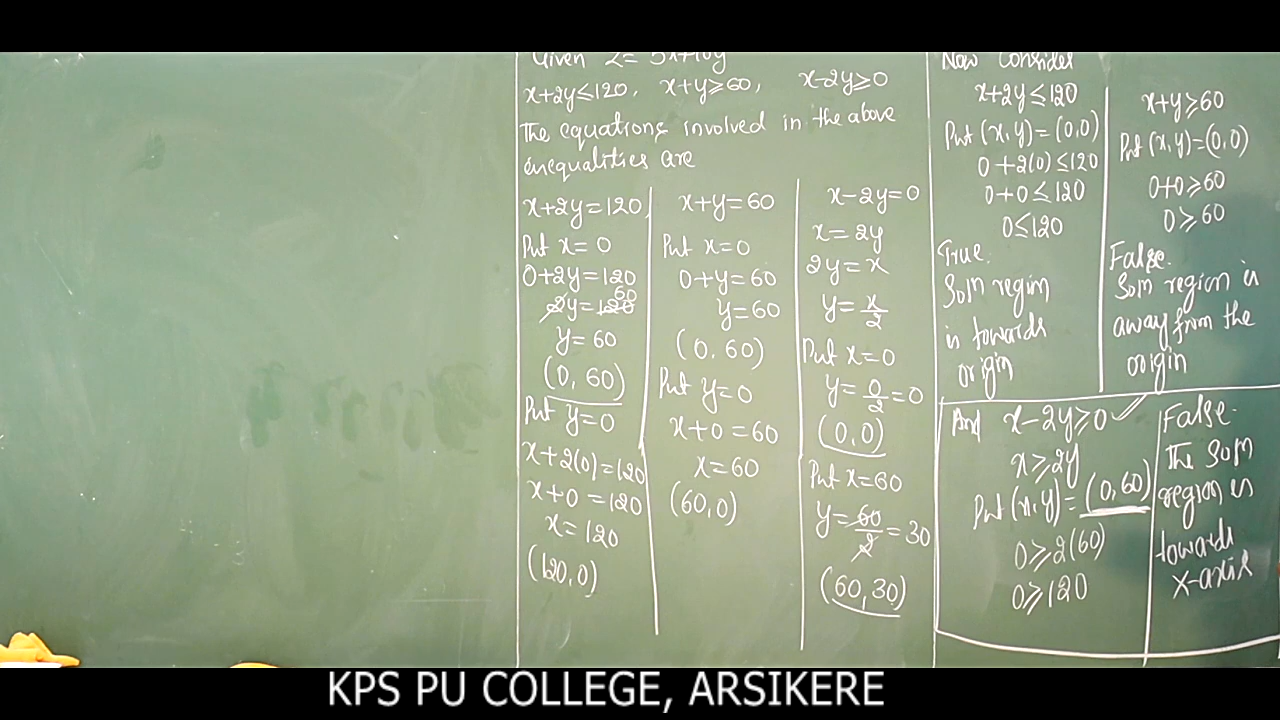 Given Z = 5x+10y
x+2y≤120, x+y≥60, x-2y≥0
The equations involved in the above
inequalities are
x+2y=120,
Put x=0
0+2y=120
2y=120 60
y=60
(0, 60)
Put y=0
x+2(0)=120
x+0=120
x=120
(120,0)
x+y=60
Put x=0
0+y=60
y=60
(0,60)
Put y=0
x+0=60
x=60
(60,0)
x-2y=0
x=2y
2y=x
y=x/2
Put x=0
y=0/2=0
(0,0)
Put x=60
y=60/2=30
(60,30)
Now Consider
x+2y≤120
Put (x,y)=(0,0)
0+2(0)≤120
0+0≤120
0≤120
True.
Soln region
is towards
origin
x+y≥60
Put (x,y)=(0,0)
0+0≥60
0≥60
False.
Soln region is
away from the
origin
And x-2y≥0
x≥2y
Put (x,y)=(0,60)
0≥2(60)
0≥120
False.
The Soln
region is
towards
x-axis
KPS PU COLLEGE, ARSIKERE